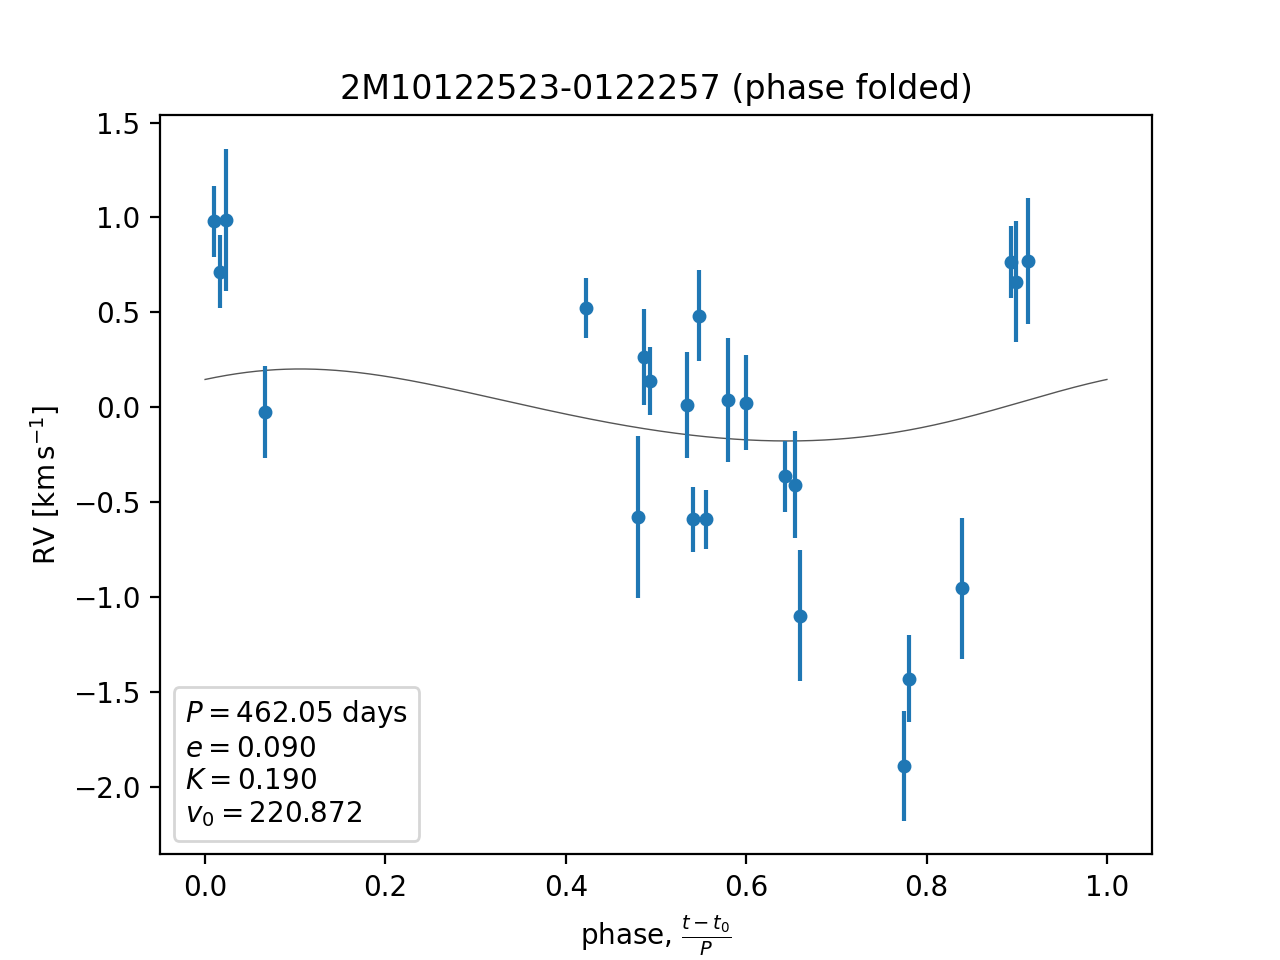 2M10122523-0122257 (phase folded)
RV [km s⁻¹]
1.5
1.0
0.5
0.0
−0.5
−1.0
−1.5
−2.0
P = 462.05 days
e = 0.090
K = 0.190
v₀ = 220.872
0.0 0.2 0.4 0.6 0.8 1.0
phase, (t − t₀)/P